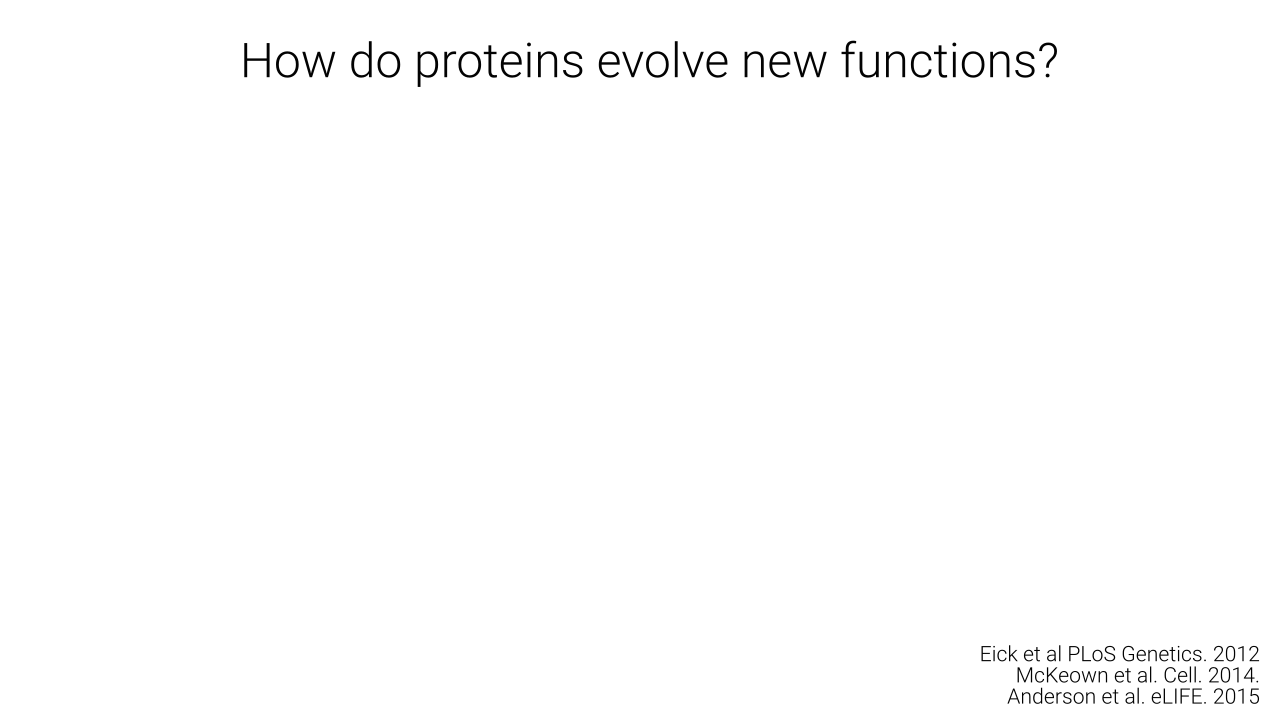 How do proteins evolve new functions?
Eick et al PLoS Genetics. 2012
McKeown et al. Cell. 2014.
Anderson et al. eLIFE. 2015